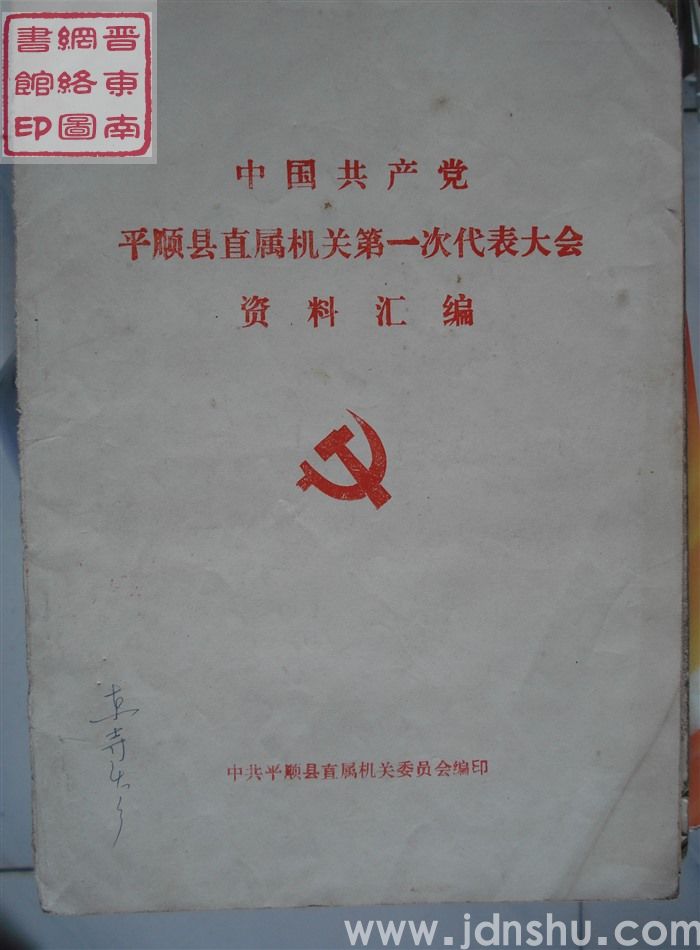 晋東南
網絡圖
書館印
中国共产党
平顺县直属机关第一次代表大会
资料汇编
中共平顺县直属机关委员会编印
www.jdnshu.com